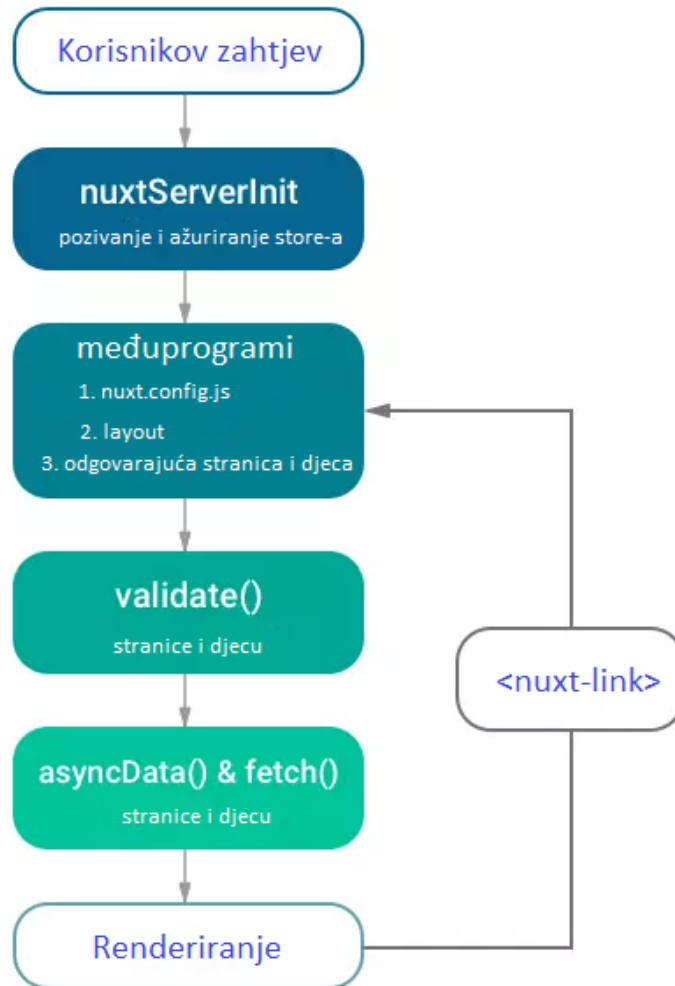 Korisnikov zahtjev
nuxtServerInit
pozivanje i ažuriranje store-a
međuprogrami
1. nuxt.config.js
2. layout
3. odgovarajuća stranica i djeca
validate()
stranice i djecu
<nuxt-link>
asyncData() & fetch()
stranice i djecu
Renderiranje